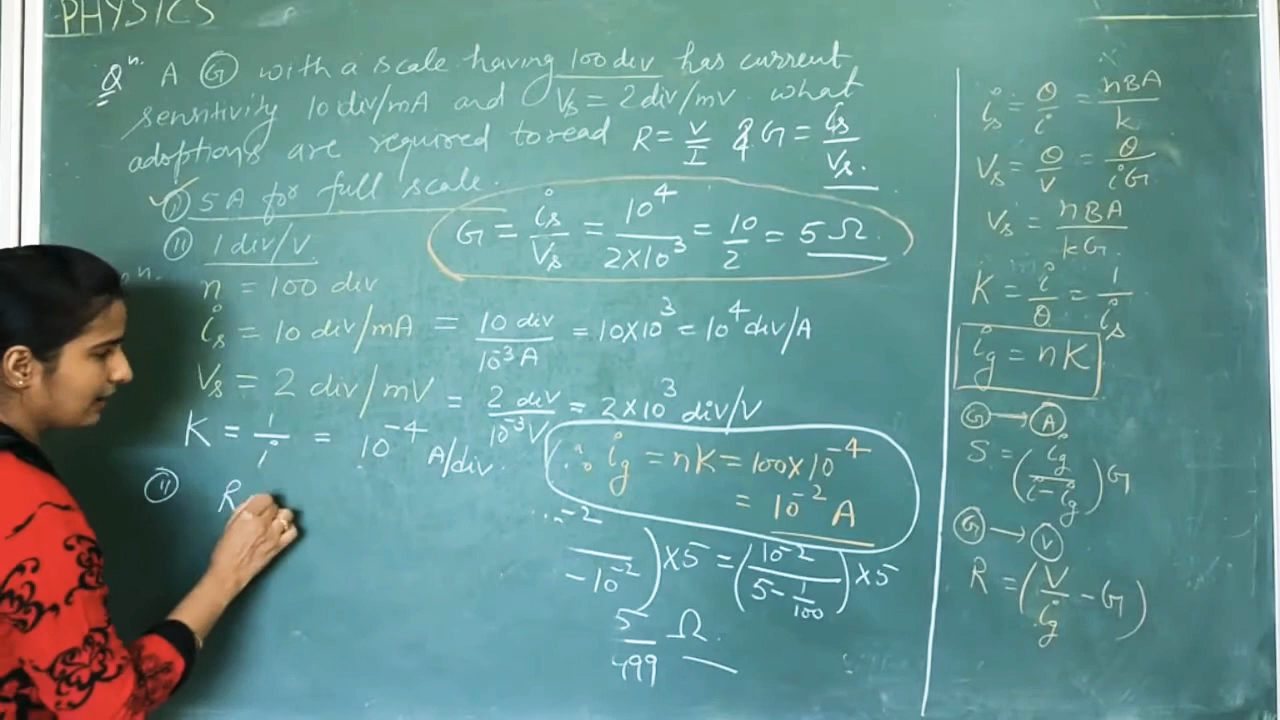 PHYSICS
Qn. A G with a scale having 100 div has current
sensitivity 10 div/mA and Vs = 2 div/mv what
adoptions are required to read R = V/I & G = is/Vs
i) 5 A for full scale.
ii) 1 div/v.
G = is/Vs = 10^4/2×10^3 = 10/2 = 5 Ω
n = 100 div
is = 10 div/mA = 10 div/10^-3 A = 10×10^3 = 10^4 div/A
Vs = 2 div/mV = 2 div/10^-3 V = 2×10^3 div/V
K = 1/i = 10^-4 A/div.
∴ ig = nK = 100×10^-4
= 10^-2 A
ii) R
-2/-10^-2) ×5 = (10^-2/5-1/100) ×5
5/499 Ω
is = θ/i = nBA/k
Vs = θ/v = θ/iG
Vs = nBA/kG
K = i/θ = 1/is
ig = nK
G → A
S = (ig/i-ig) G
G → V
R = (V/ig - G)